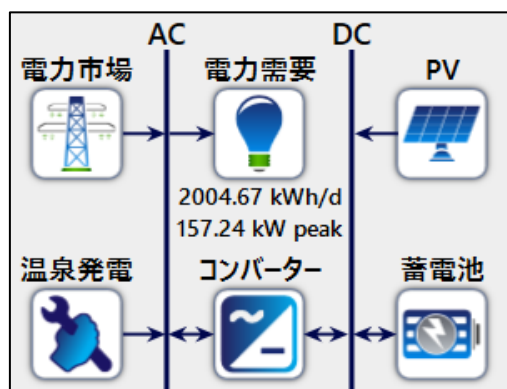 AC DC
電力市場 電力需要 PV
2004.67 kWh/d
157.24 kW peak
温泉発電 コンバーター 蓄電池